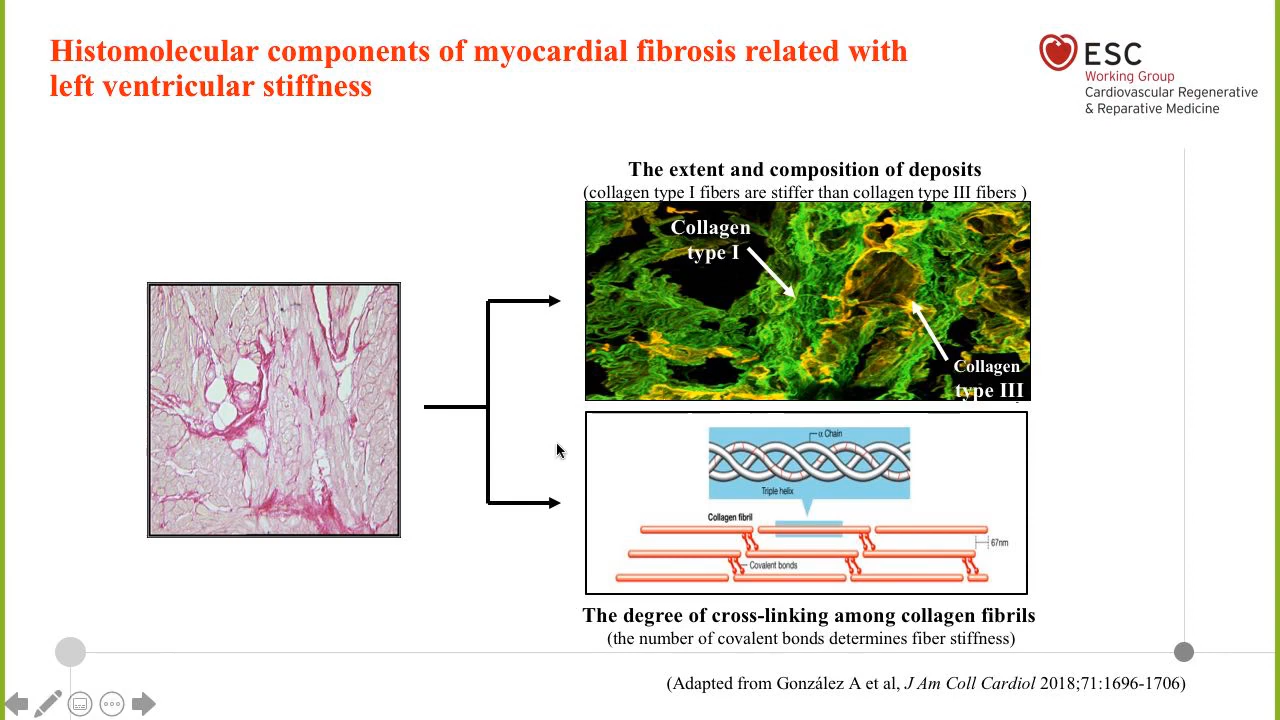 Histomolecular components of myocardial fibrosis related with
left ventricular stiffness
ESC
Working Group
Cardiovascular Regenerative
& Reparative Medicine
The extent and composition of deposits
(collagen type I fibers are stiffer than collagen type III fibers )
Collagen
type I
Collagen
type III
α Chain
Triple helix
Collagen fibril
67nm
Covalent bonds
The degree of cross-linking among collagen fibrils
(the number of covalent bonds determines fiber stiffness)
(Adapted from González A et al, J Am Coll Cardiol 2018;71:1696-1706)